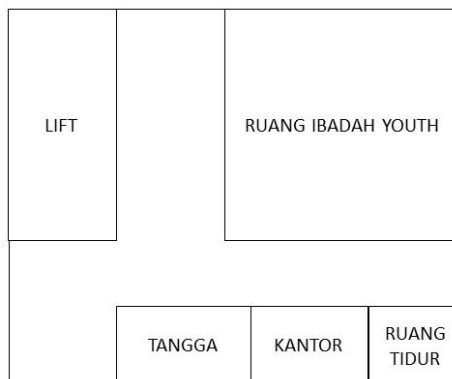 LIFT
RUANG IBADAH YOUTH
TANGGA
KANTOR
RUANG
TIDUR